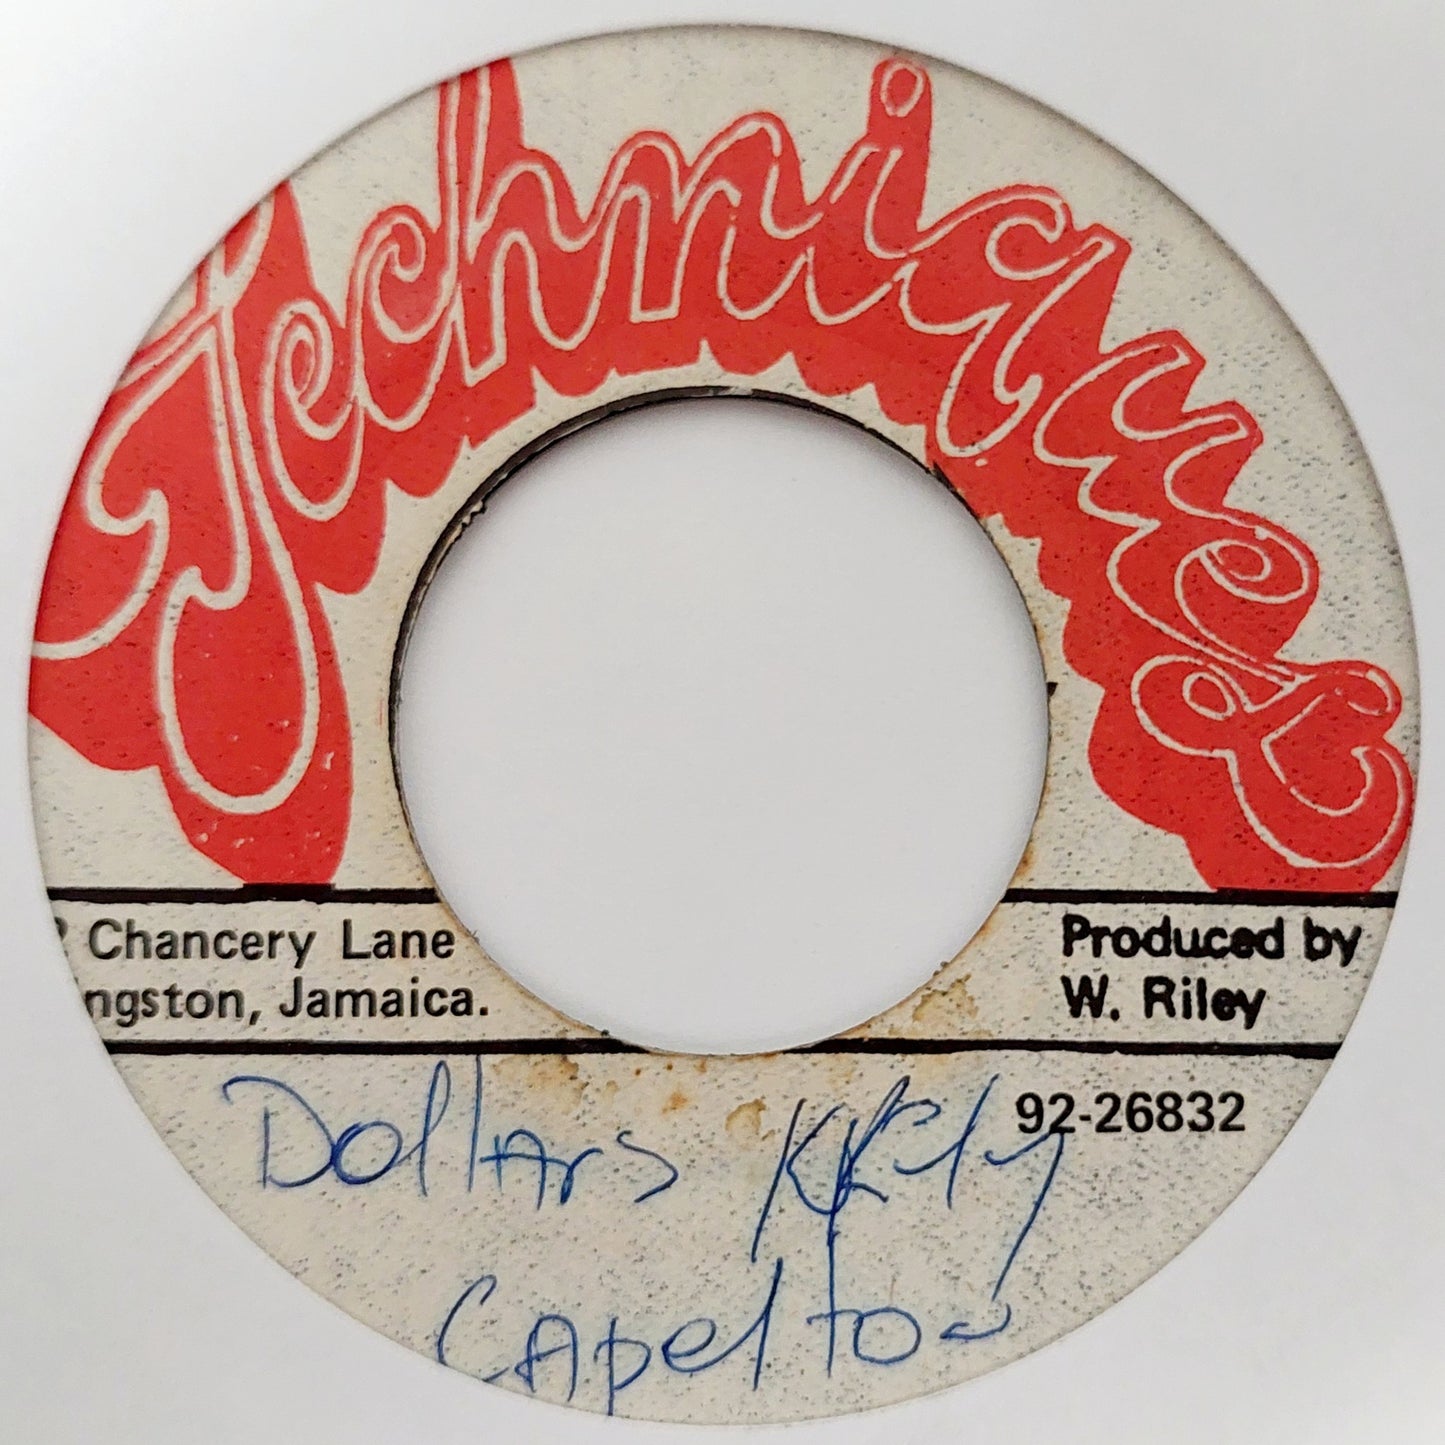 Techniques
Chancery Lane
ngston, Jamaica.
Produced by
W. Riley
92-26832
Dollars
Capelton